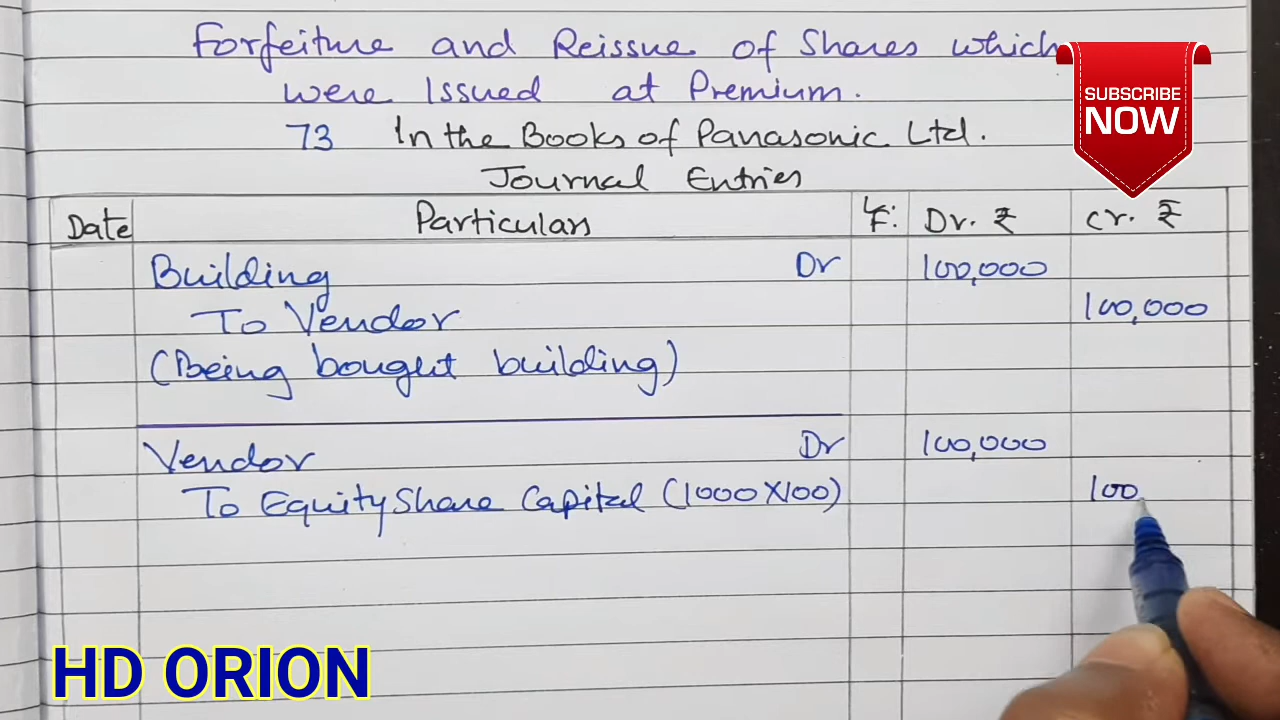 Forfeiture and Reissue of Shares which
were Issued at Premium.
SUBSCRIBE
NOW
73 In the Books of Panasonic Ltd.
Journal Entries
Date Particulars L.F. Dr. ₹ Cr. ₹
Building Dr 100,000
To Vendor 100,000
(Being bought building)
Vendor Dr 100,000
To Equity Share Capital (1000X100) 100
HD ORION